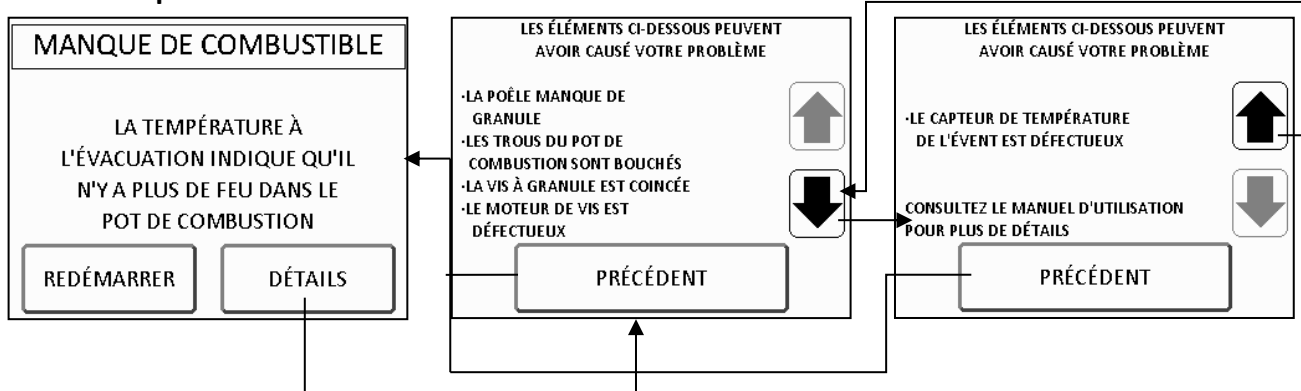 MANQUE DE COMBUSTIBLE
LA TEMPÉRATURE À
L'ÉVACUATION INDIQUE QU'IL
N'Y A PLUS DE FEU DANS LE
POT DE COMBUSTION
REDÉMARRER
DÉTAILS
LES ÉLÉMENTS CI-DESSOUS PEUVENT
AVOIR CAUSÉ VOTRE PROBLÈME
·LA POÊLE MANQUE DE
GRANULE
·LES TROUS DU POT DE
COMBUSTION SONT BOUCHÉS
·LA VIS À GRANULE EST COINCÉE
·LE MOTEUR DE VIS EST
DÉFECTUEUX
PRÉCÉDENT
LES ÉLÉMENTS CI-DESSOUS PEUVENT
AVOIR CAUSÉ VOTRE PROBLÈME
·LE CAPTEUR DE TEMPÉRATURE
DE L'ÉVENT EST DÉFECTUEUX
CONSULTEZ LE MANUEL D'UTILISATION
POUR PLUS DE DÉTAILS
PRÉCÉDENT